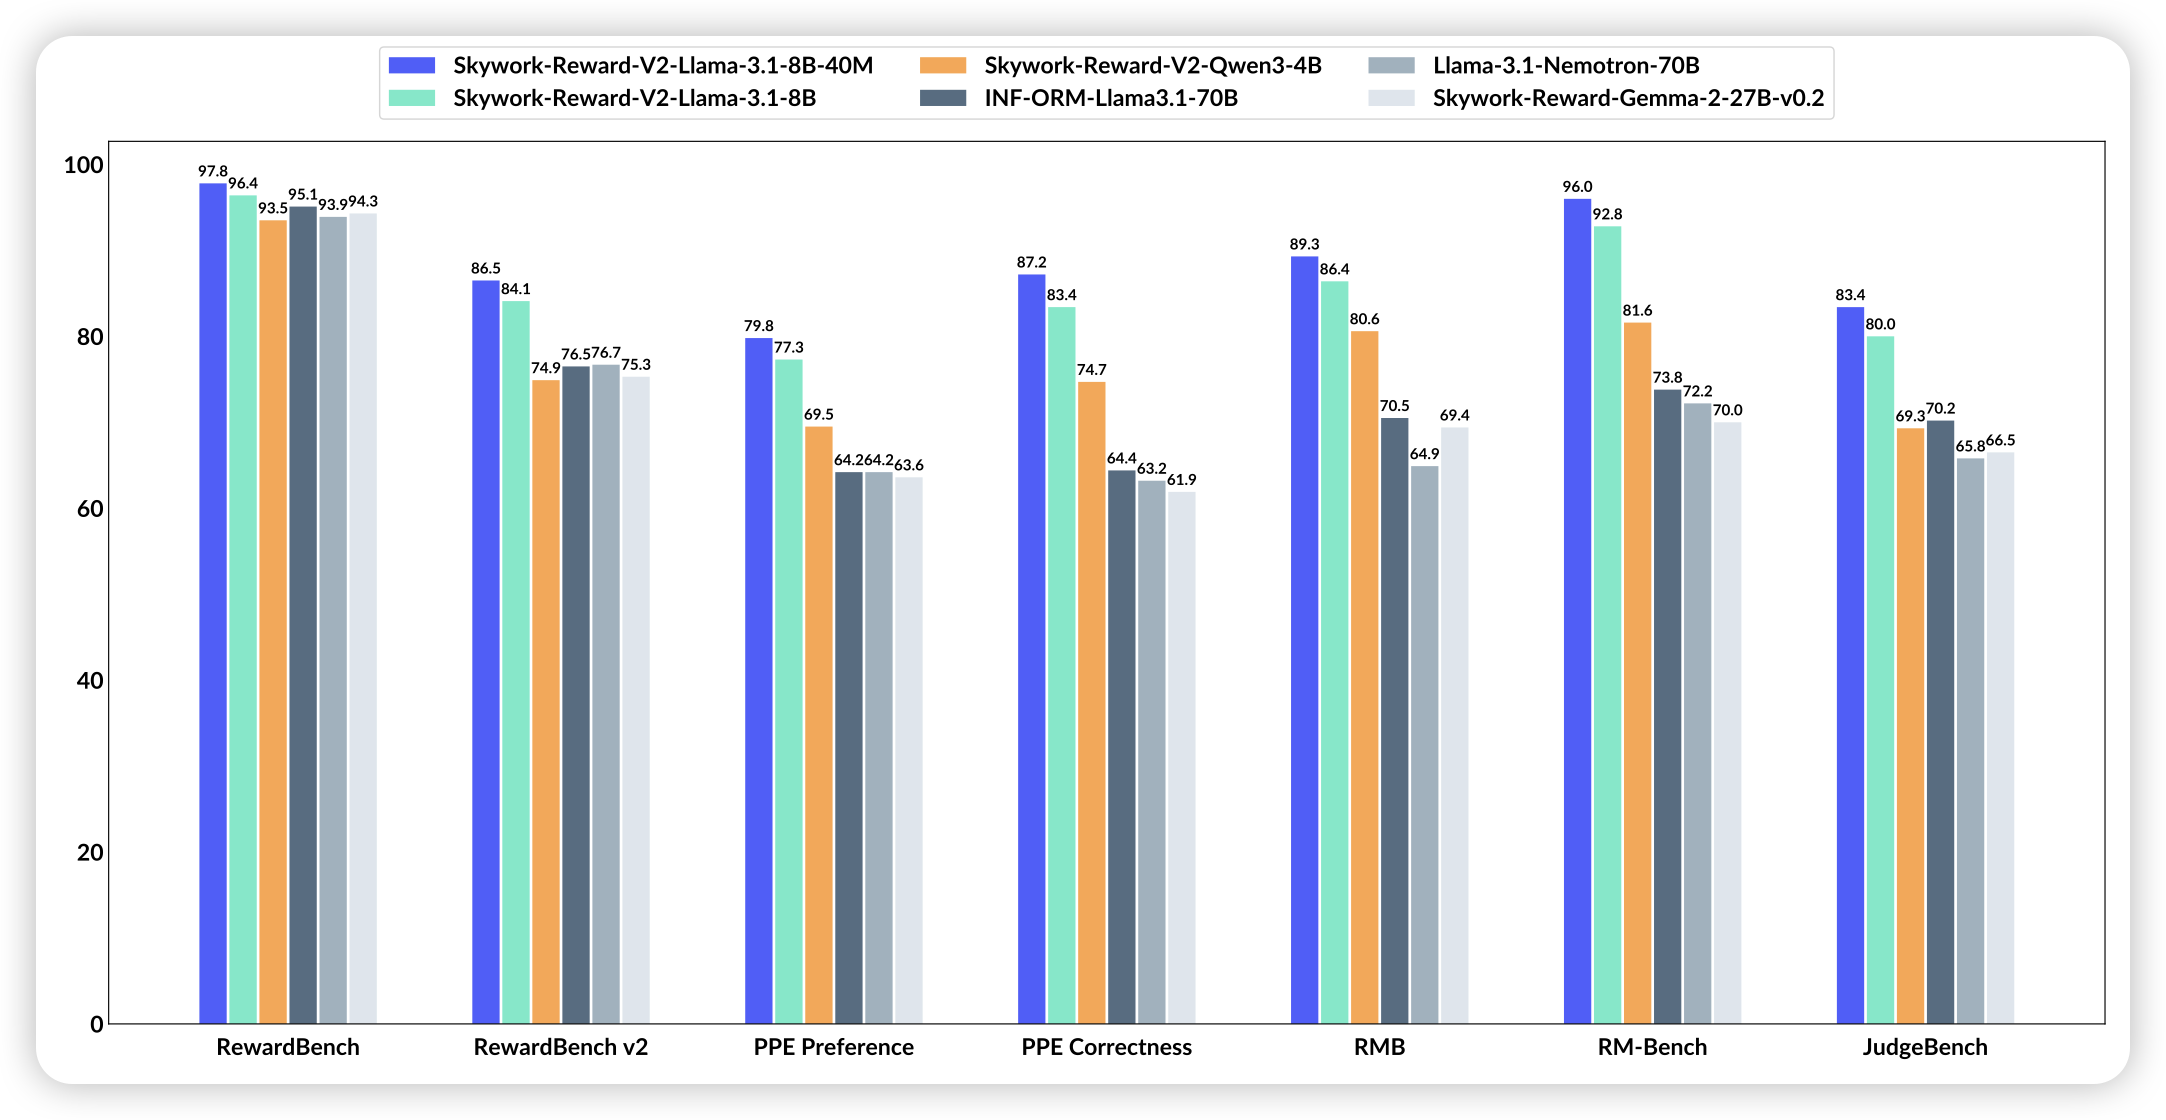 Skywork-Reward-V2-Llama-3.1-8B-40M
Skywork-Reward-V2-Llama-3.1-8B
Skywork-Reward-V2-Qwen3-4B
INF-ORM-Llama3.1-70B
Llama-3.1-Nemotron-70B
Skywork-Reward-Gemma-2-27B-v0.2
100
80
60
40
20
0
97.8 96.4 93.5 95.1 93.9 94.3
86.5 84.1 74.9 76.5 76.7 75.3
79.8 77.3 69.5 64.2 64.2 63.6
87.2 83.4 74.7 64.4 63.2 61.9
89.3 86.4 80.6 70.5 64.9 69.4
96.0 92.8 81.6 73.8 72.2 70.0
83.4 80.0 69.3 70.2 65.8 66.5
RewardBench
RewardBench v2
PPE Preference
PPE Correctness
RMB
RM-Bench
JudgeBench